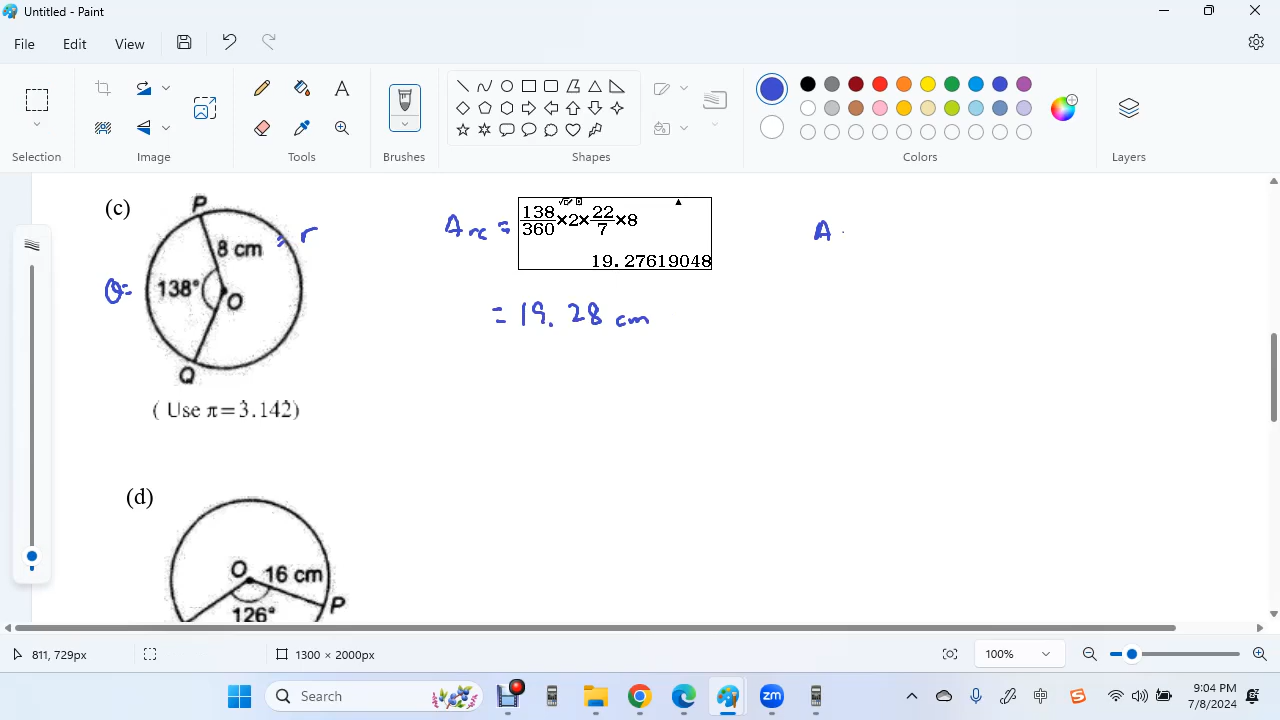 Untitled - Paint
File Edit View
Selection Image Tools Brushes Shapes Colors Layers
(c)
P
8 cm
= r
θ=
138°
O
Q
( Use π=3.142)
Arc =
138/360 ×2× 22/7 ×8
19.27619048
= 19.28 cm
A
(d)
O
16 cm
P
126°
811, 729px
1300 × 2000px
100%
Search
zm
中
9:04 PM
7/8/2024